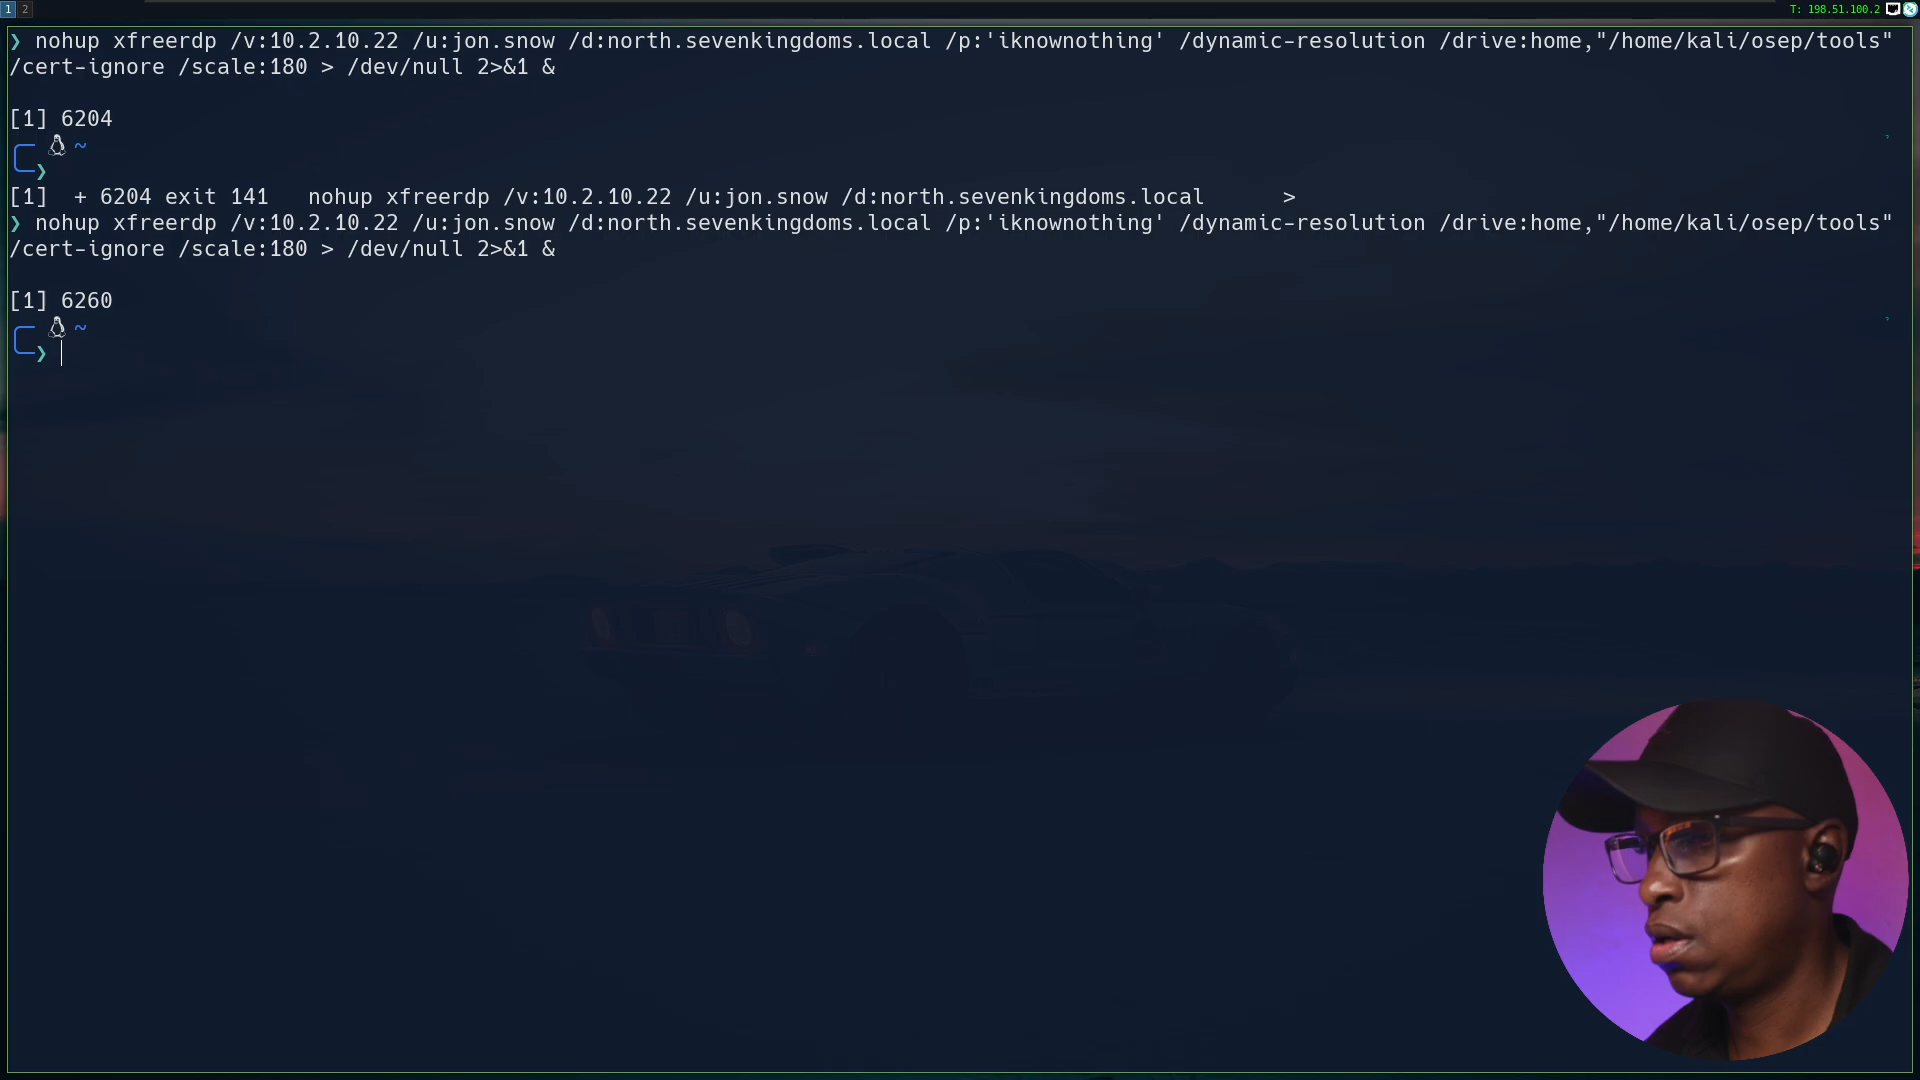 1 2 T: 198.51.100.2
❯ nohup xfreerdp /v:10.2.10.22 /u:jon.snow /d:north.sevenkingdoms.local /p:'iknownothing' /dynamic-resolution /drive:home,"/home/kali/osep/tools"
/cert-ignore /scale:180 > /dev/null 2>&1 &
[1] 6204
~
❯
[1]  + 6204 exit 141   nohup xfreerdp /v:10.2.10.22 /u:jon.snow /d:north.sevenkingdoms.local      >
❯ nohup xfreerdp /v:10.2.10.22 /u:jon.snow /d:north.sevenkingdoms.local /p:'iknownothing' /dynamic-resolution /drive:home,"/home/kali/osep/tools"
/cert-ignore /scale:180 > /dev/null 2>&1 &
[1] 6260
~
❯